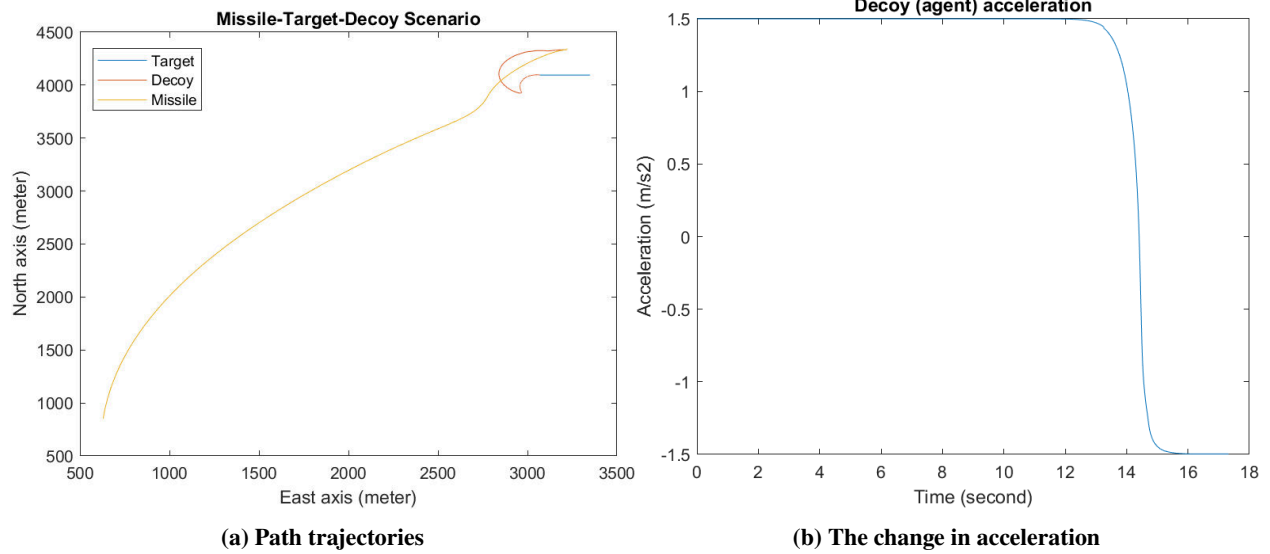 Missile-Target-Decoy Scenario
4500
4000
3500
3000
2500
2000
1500
1000
500
North axis (meter)
Target
Decoy
Missile
500 1000 1500 2000 2500 3000 3500
East axis (meter)
(a) Path trajectories
Decoy (agent) acceleration
1.5
1
0.5
0
-0.5
-1
-1.5
Acceleration (m/s2)
0 2 4 6 8 10 12 14 16 18
Time (second)
(b) The change in acceleration